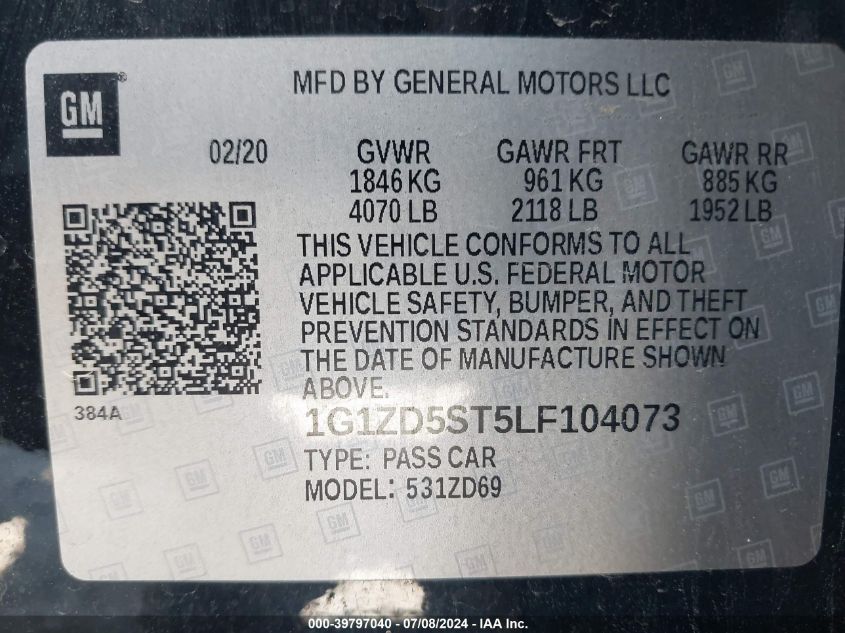 GM
MFD BY GENERAL MOTORS LLC
02/20 GVWR GAWR FRT GAWR RR
1846 KG 961 KG 885 KG
4070 LB 2118 LB 1952 LB
THIS VEHICLE CONFORMS TO ALL
APPLICABLE U.S. FEDERAL MOTOR
VEHICLE SAFETY, BUMPER, AND THEFT
PREVENTION STANDARDS IN EFFECT ON
THE DATE OF MANUFACTURE SHOWN
ABOVE.
384A
1G1ZD5ST5LF104073
TYPE: PASS CAR
MODEL: 531ZD69
000-39797040 - 07/08/2024 - IAA Inc.